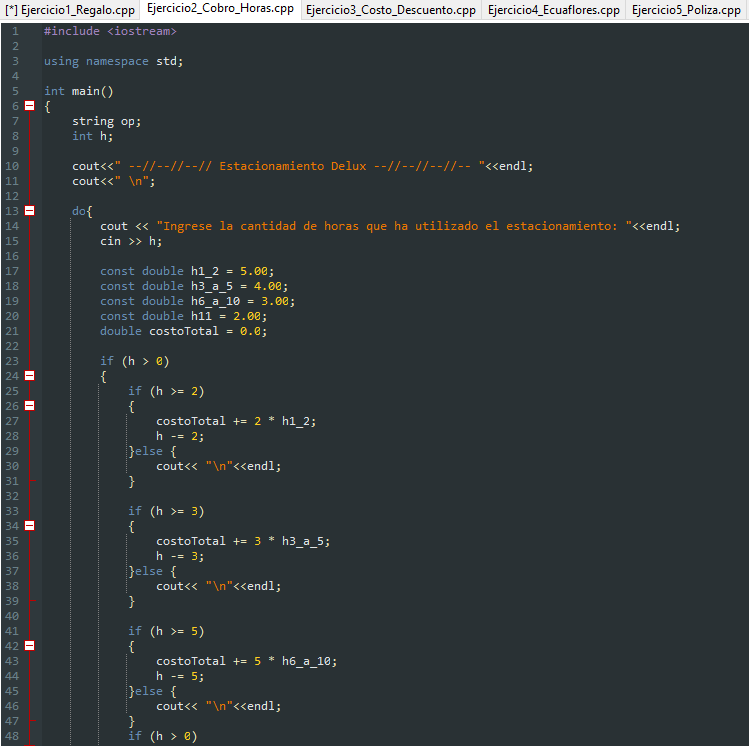 [*] Ejercicio1_Regalo.cpp Ejercicio2_Cobro_Horas.cpp Ejercicio3_Costo_Descuento.cpp Ejercicio4_Ecuaflores.cpp Ejercicio5_Poliza.cpp
1 #include <iostream>
2
3 using namespace std;
4
5 int main()
6 {
7 string op;
8 int h;
9
10 cout<<" --//--//--// Estacionamiento Delux --//--//--//-- "<<endl;
11 cout<<" \n";
12
13 do{
14 cout << "Ingrese la cantidad de horas que ha utilizado el estacionamiento: "<<endl;
15 cin >> h;
16
17 const double h1_2 = 5.00;
18 const double h3_a_5 = 4.00;
19 const double h6_a_10 = 3.00;
20 const double h11 = 2.00;
21 double costoTotal = 0.0;
22
23 if (h > 0)
24 {
25 if (h >= 2)
26 {
27 costoTotal += 2 * h1_2;
28 h -= 2;
29 }else {
30 cout<< "\n"<<endl;
31 }
32
33 if (h >= 3)
34 {
35 costoTotal += 3 * h3_a_5;
36 h -= 3;
37 }else {
38 cout<< "\n"<<endl;
39 }
40
41 if (h >= 5)
42 {
43 costoTotal += 5 * h6_a_10;
44 h -= 5;
45 }else {
46 cout<< "\n"<<endl;
47 }
48 if (h > 0)